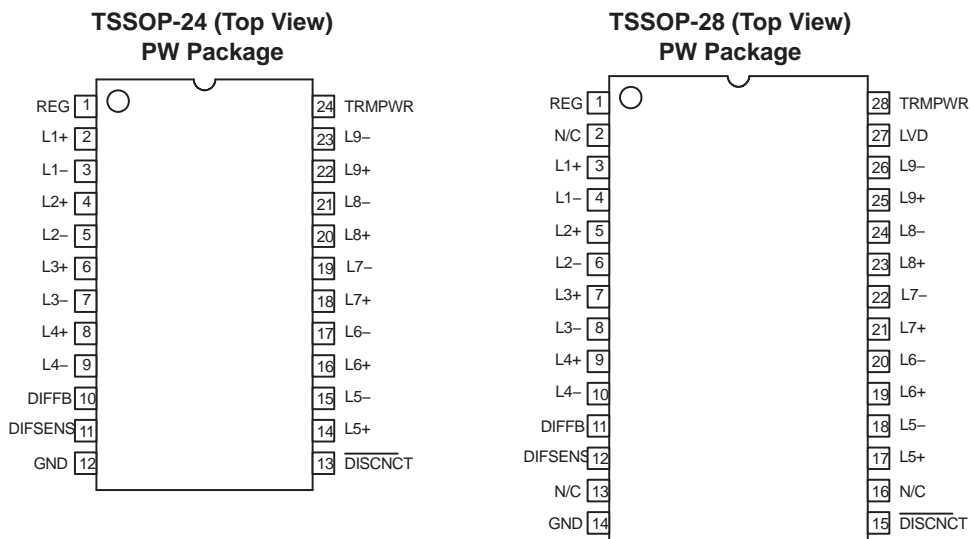 TSSOP-24 (Top View)
PW Package
REG 1
L1+ 2
L1− 3
L2+ 4
L2− 5
L3+ 6
L3− 7
L4+ 8
L4− 9
DIFFB 10
DIFSENS 11
GND 12
24 TRMPWR
23 L9−
22 L9+
21 L8−
20 L8+
19 L7−
18 L7+
17 L6−
16 L6+
15 L5−
14 L5+
13 DISCNCT
TSSOP-28 (Top View)
PW Package
REG 1
N/C 2
L1+ 3
L1− 4
L2+ 5
L2− 6
L3+ 7
L3− 8
L4+ 9
L4− 10
DIFFB 11
DIFSENS 12
N/C 13
GND 14
28 TRMPWR
27 LVD
26 L9−
25 L9+
24 L8−
23 L8+
22 L7−
21 L7+
20 L6−
19 L6+
18 L5−
17 L5+
16 N/C
15 DISCNCT